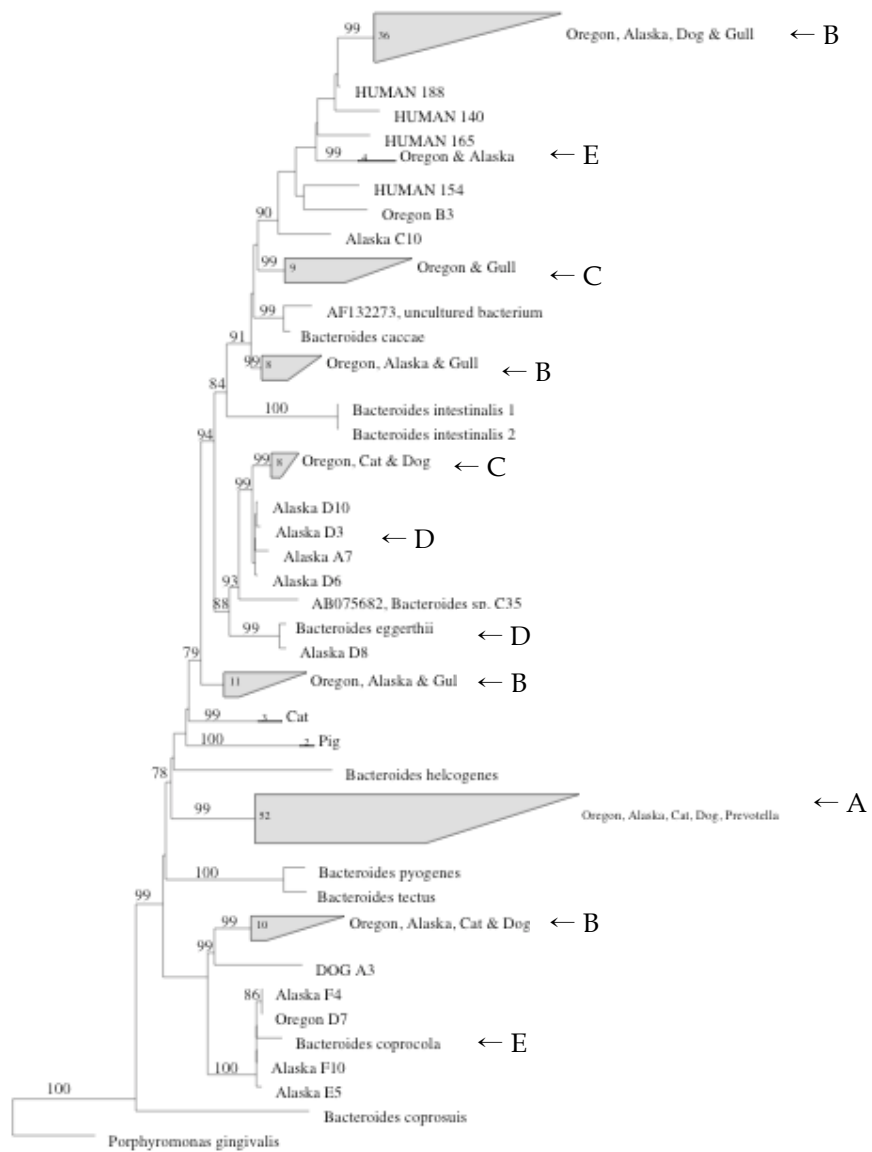 99
36
Oregon, Alaska, Dog & Gull ← B
HUMAN 188
HUMAN 140
HUMAN 165
99
4
Oregon & Alaska ← E
HUMAN 154
Oregon B3
90
Alaska C10
99
9
Oregon & Gull ← C
99
AF132273, uncultured bacterium
Bacteroides caccae
91
99
8
Oregon, Alaska & Gull ← B
84
100
Bacteroides intestinalis 1
Bacteroides intestinalis 2
94
99
8
Oregon, Cat & Dog ← C
99
Alaska D10
Alaska D3 ← D
Alaska A7
Alaska D6
93
AB075682, Bacteroides sp. C35
88
99
Bacteroides eggerthii ← D
Alaska D8
79
11
Oregon, Alaska & Gul ← B
99
3
Cat
100
2
Pig
78
Bacteroides helcogenes
99
52
Oregon, Alaska, Cat, Dog, Prevotella ← A
100
Bacteroides pyogenes
Bacteroides tectus
99
99
10
Oregon, Alaska, Cat & Dog ← B
99
DOG A3
86
Alaska F4
Oregon D7
Bacteroides coprocola ← E
100
Alaska F10
Alaska E5
100
Bacteroides coprosuis
Porphyromonas gingivalis